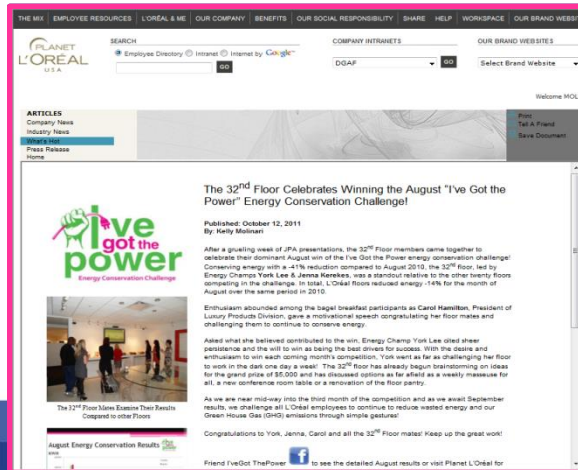 THE MIX EMPLOYEE RESOURCES L'ORÉAL & ME OUR COMPANY BENEFITS OUR SOCIAL RESPONSIBILITY SHARE HELP WORKSPACE OUR BRAND WEBSI
PLANET
L'ORÉAL
USA
SEARCH
Employee Directory Intranet Internet by Google™
GO
COMPANY INTRANETS
DGAF
GO
OUR BRAND WEBSITES
Select Brand Website
Welcome MOL
ARTICLES
Company News
Industry News
What's Hot
Press Release
Home
Print
Tell A Friend
Save Document
I've
got the
power
Energy Conservation Challenge
The 32nd Floor Mates Examine Their Results
Compared to other Floors
August Energy Conservation Results
The 32nd Floor Celebrates Winning the August "I've Got the
Power" Energy Conservation Challenge!
Published: October 12, 2011
By: Kelly Molinari
After a grueling week of JPA presentations, the 32nd Floor members came together to
celebrate their dominant August win of the I've Got the Power energy conservation challenge!
Conserving energy with a -41% reduction compared to August 2010, the 32nd floor, led by
Energy Champs York Lee & Jenna Kerekes, was a standout relative to the other twenty floors
competing in the challenge. In total, L'Oréal floors reduced energy -14% for the month of
August over the same period in 2010.
Enthusiasm abounded among the bagel breakfast participants as Carol Hamilton, President of
Luxury Products Division, gave a motivational speech congratulating her floor mates and
challenging them to continue to conserve energy.
Asked what she believed contributed to the win, Energy Champ York Lee cited sheer
persistence and the will to win as being the best drivers for success. With the desire and
enthusiasm to win each coming month's competition, York went as far as challenging her floor
to work in the dark one day a week! The 32nd floor has already begun brainstorming on ideas
for the grand prize of $5,000 and has discussed options as far afield as a weekly masseuse for
all, a new conference room table or a renovation of the floor pantry.
As we are near mid-way into the third month of the competition and as we await September
results, we challenge all L'Oréal employees to continue to reduce wasted energy and our
Green House Gas (GHG) emissions through simple gestures!
Congratulations to York, Jenna, Carol and all the 32nd Floor mates! Keep up the great work!
Friend I'veGot ThePower f to see the detailed August results or visit Planet L'Oréal for